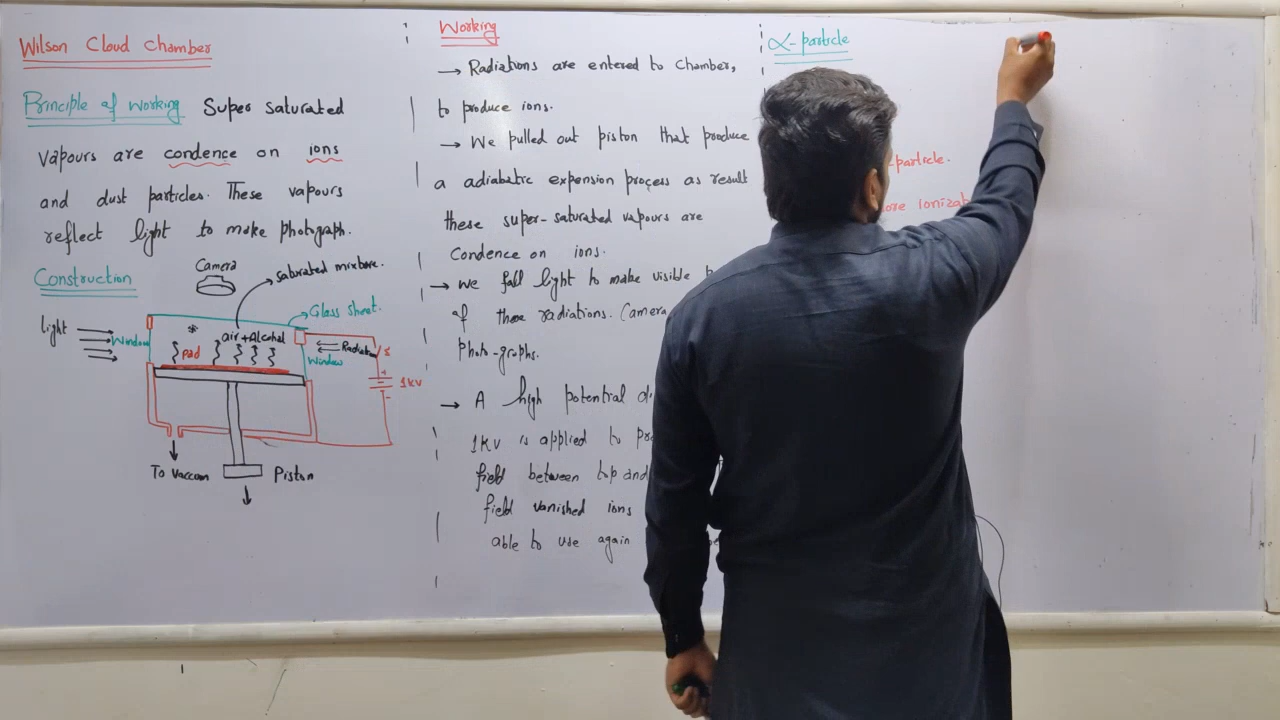 Wilson Cloud Chamber
Principle of working Super saturated
vapours are condence on ions
and dust particles. These vapours
reflect light to make photograph.
Construction
Camera
saturated mixture.
Glass sheet.
light
Window
air + Alcohol
pad
Radiation
Window
S
+
1kv
-
To Vaccum
Piston
Working
→ Radiations are entered to Chamber,
to produce ions.
→ We pulled out piston that produce
a adiabatic expension process as result
these super-saturated vapours are
Condence on ions.
→ We fall light to make visible
of these radiations. Camera
photo-graphs.
→ A high potential
1kv is applied to
field between top and
field vanished ions
able to use again
α-particle
-particle.